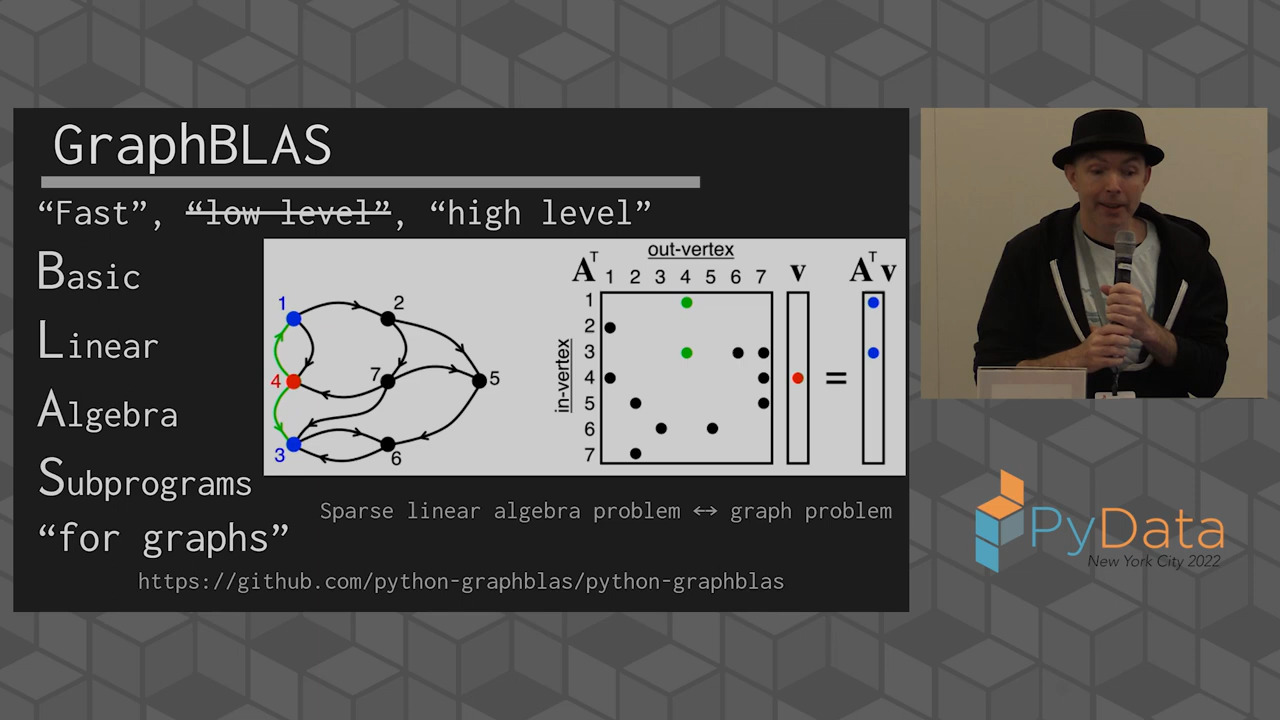 GraphBLAS
“Fast”, “low level”, “high level”
Basic
Linear
Algebra
Subprograms
“for graphs”
1
2
4
7
5
3
6
out-vertex
Aᵀ 1 2 3 4 5 6 7 v Aᵀv
in-vertex
1
2
3
4 =
5
6
7
Sparse linear algebra problem ↔ graph problem
https://github.com/python-graphblas/python-graphblas
PyData
New York City 2022